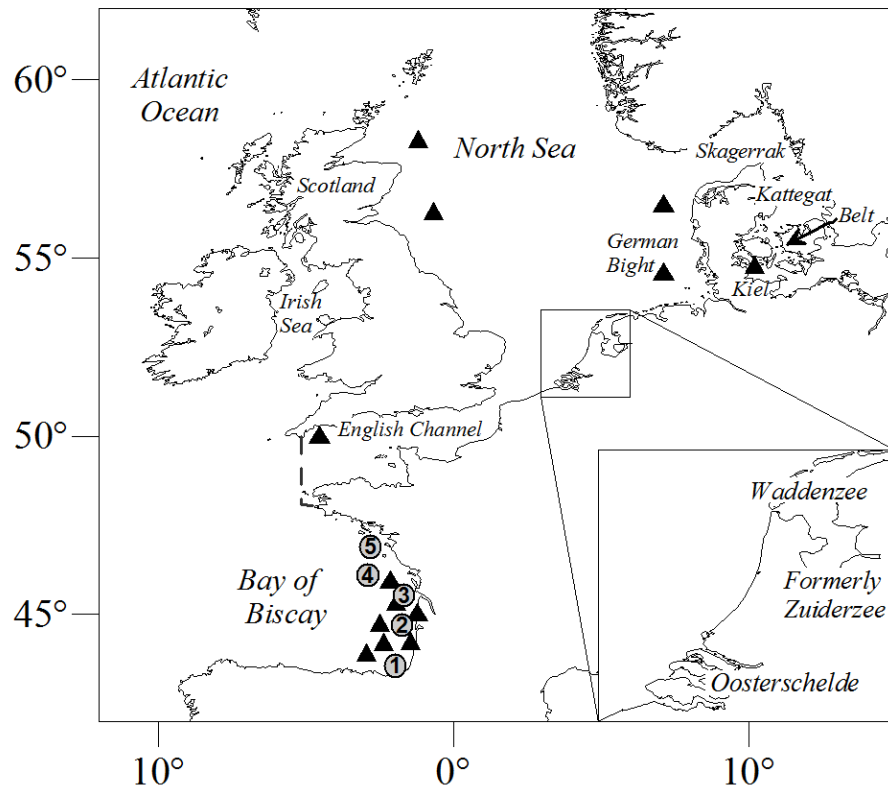 60°
Atlantic
Ocean
North Sea
Skagerrak
Scotland
Kattegat
Belt
55°
German
Bight
Kiel
Irish
Sea
50°
English Channel
Waddenzee
5
4
Bay of
Biscay
3
Formerly
Zuiderzee
45°
2
1
Oosterschelde
10°
0°
10°